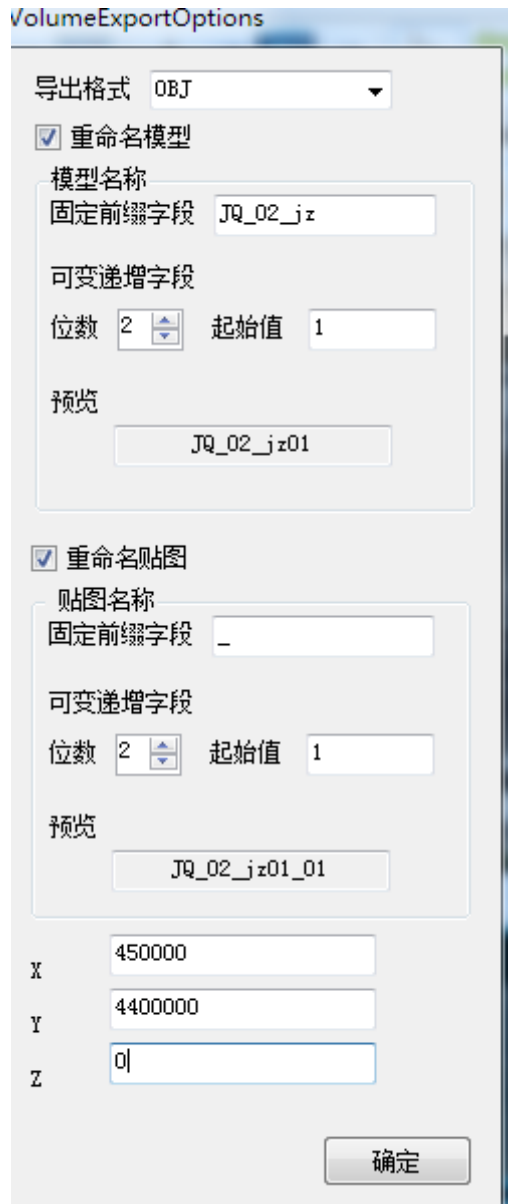 VolumeExportOptions
导出格式 OBJ
重命名模型
模型名称
固定前缀字段 JQ_02_jz
可变递增字段
位数 2 起始值 1
预览
JQ_02_jz01
重命名贴图
贴图名称
固定前缀字段 _
可变递增字段
位数 2 起始值 1
预览
JQ_02_jz01_01
X 450000
Y 4400000
Z 0
确定